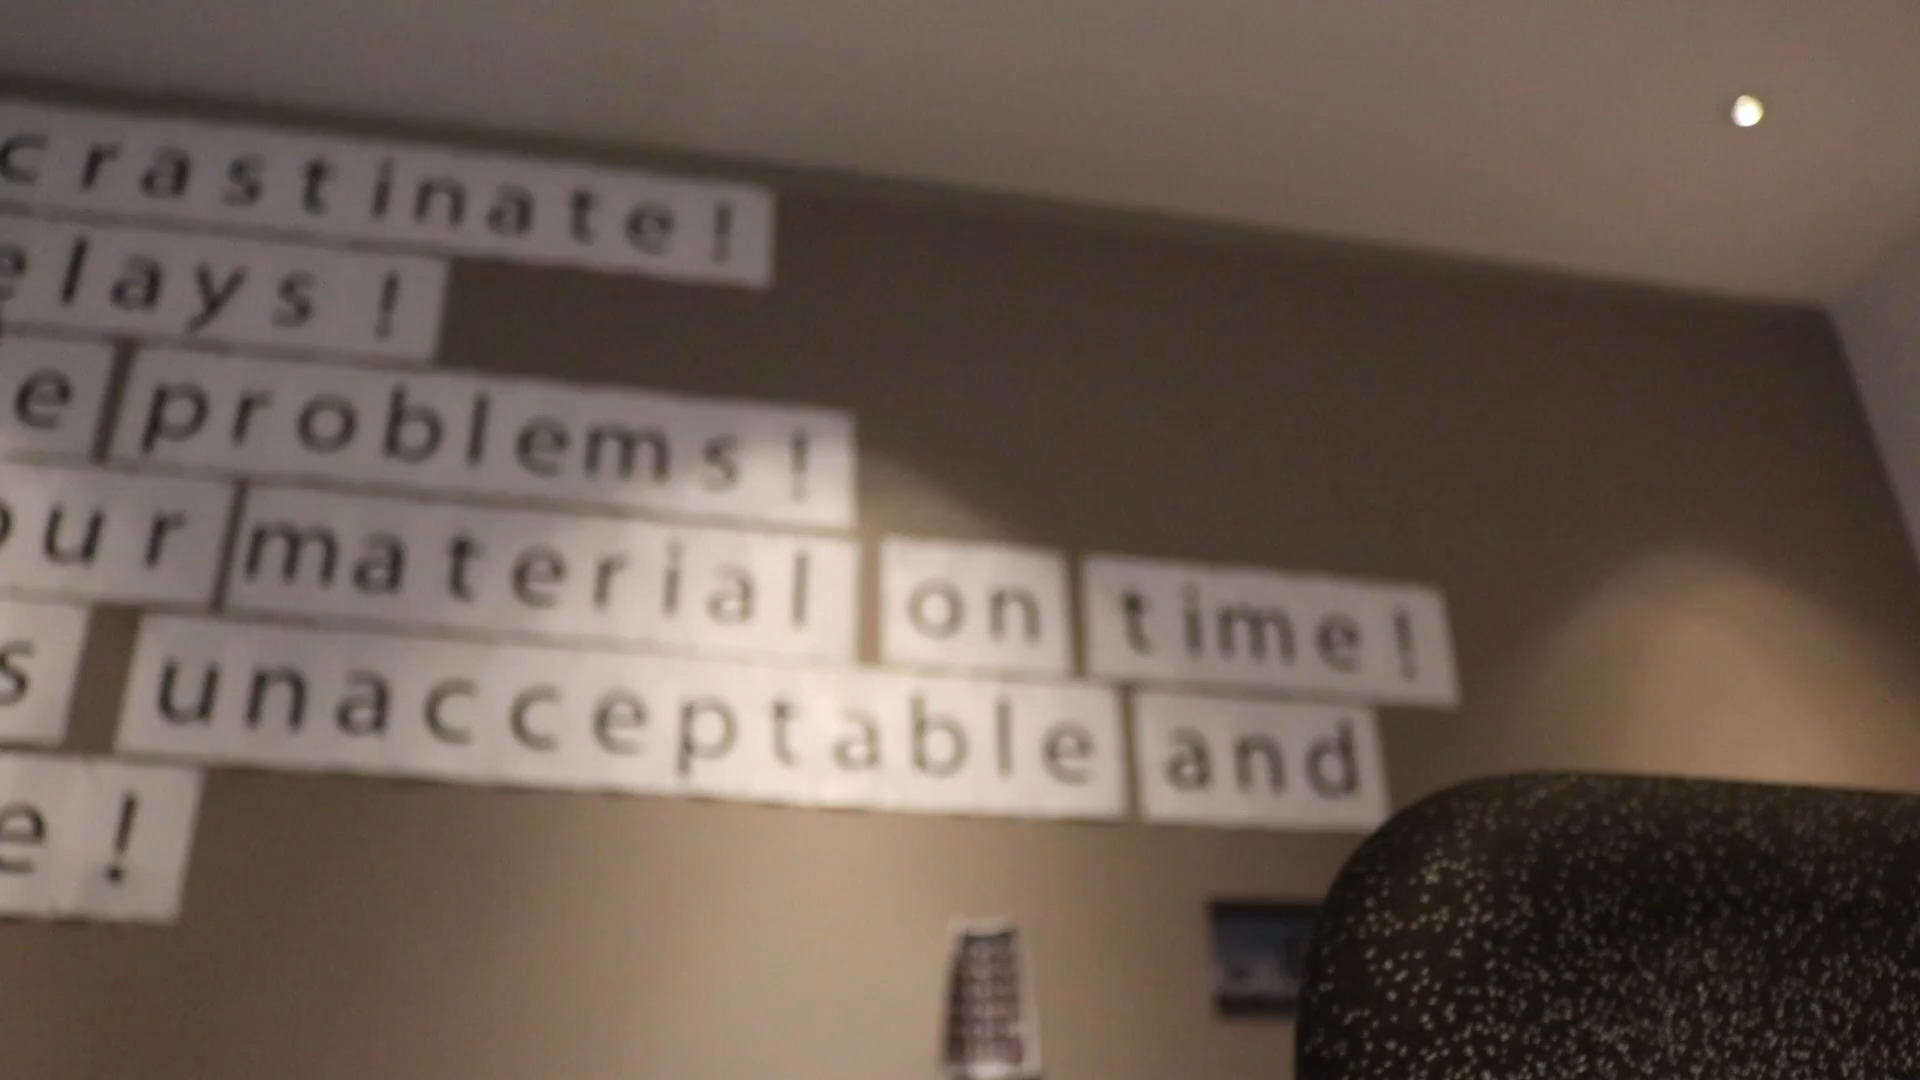 crastinate!
elays!
e problems!
our material on time!
s unacceptable and
e!